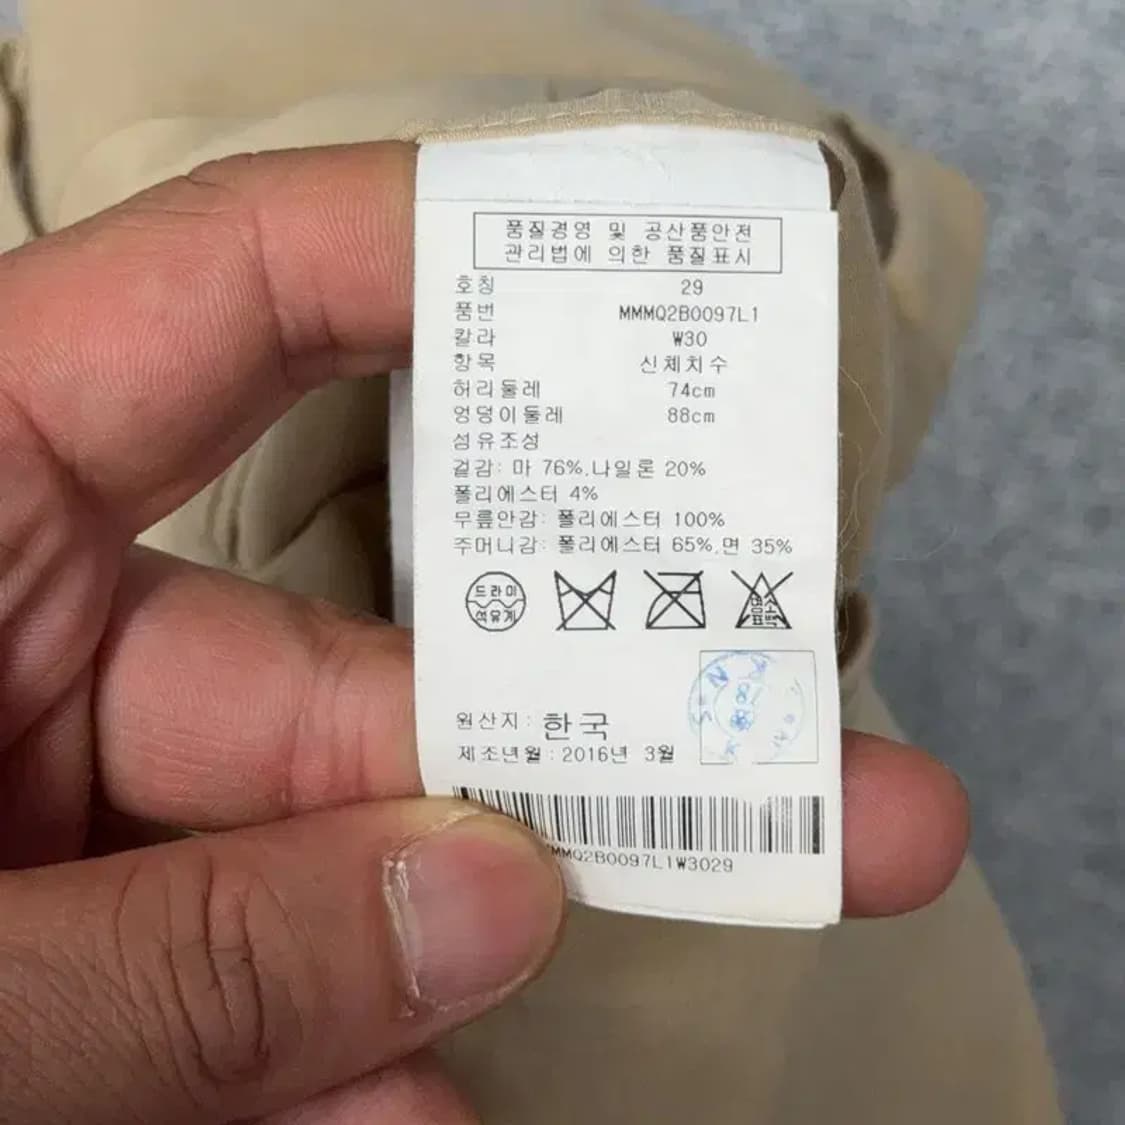 품질경영 및 공산품안전
관리법에 의한 품질표시
호칭 29
품번 MMMQ2B0097L1
칼라 W30
항목 신체치수
허리둘레 74cm
엉덩이둘레 88cm
섬유조성
겉감: 마 76%,나일론 20%
폴리에스터 4%
무릎안감: 폴리에스터 100%
주머니감: 폴리에스터 65%,면 35%
드라이
석유계
염소
표백
원산지: 한국
제조년월:2016년 3월
MMQ2B0097L1W3029